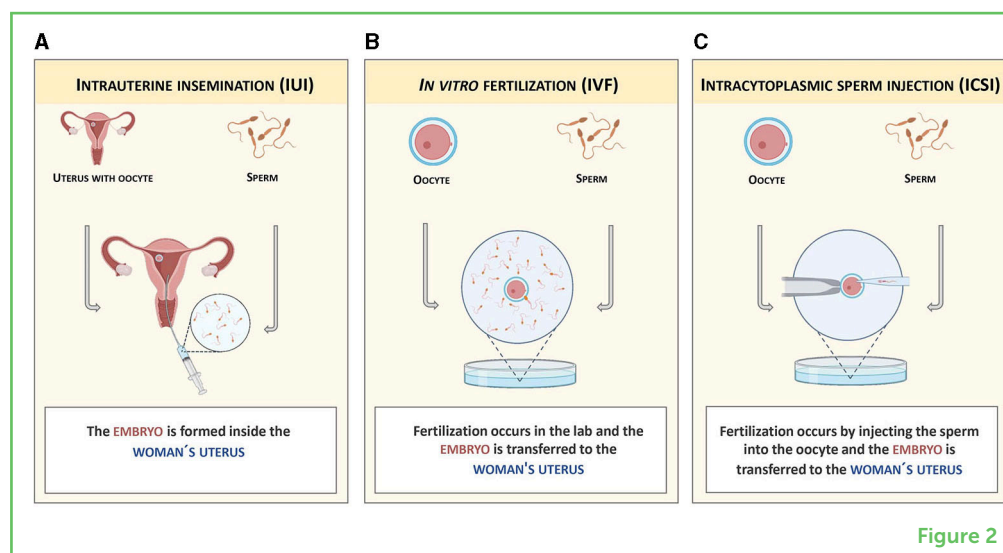 A
INTRAUTERINE INSEMINATION (IUI)
UTERUS WITH OOCYTE
SPERM
The EMBRYO is formed inside the
WOMAN´S UTERUS
B
IN VITRO FERTILIZATION (IVF)
OOCYTE
SPERM
Fertilization occurs in the lab and the
EMBRYO is transferred to the
WOMAN'S UTERUS
C
INTRACYTOPLASMIC SPERM INJECTION (ICSI)
OOCYTE
SPERM
Fertilization occurs by injecting the sperm
into the oocyte and the EMBRYO is
transferred to the WOMAN´S UTERUS
Figure 2